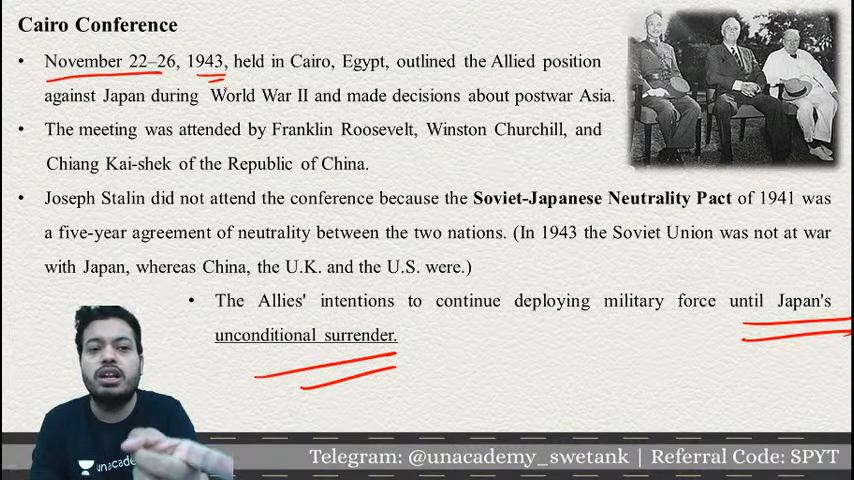 Cairo Conference
• November 22–26, 1943, held in Cairo, Egypt, outlined the Allied position
against Japan during World War II and made decisions about postwar Asia.
• The meeting was attended by Franklin Roosevelt, Winston Churchill, and
Chiang Kai-shek of the Republic of China.
• Joseph Stalin did not attend the conference because the Soviet-Japanese Neutrality Pact of 1941 was
a five-year agreement of neutrality between the two nations. (In 1943 the Soviet Union was not at war
with Japan, whereas China, the U.K. and the U.S. were.)
• The Allies' intentions to continue deploying military force until Japan's
unconditional surrender.
unacade
Telegram: @unacademy_swetank | Referral Code: SPYT